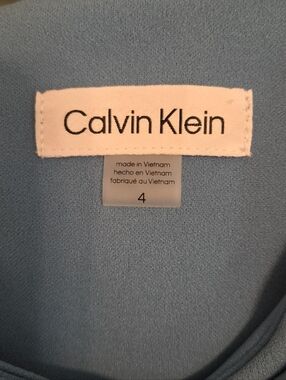 Calvin Klein
made in Vietnam
hecho en Vietnam
fabriqué au Vietnam
4